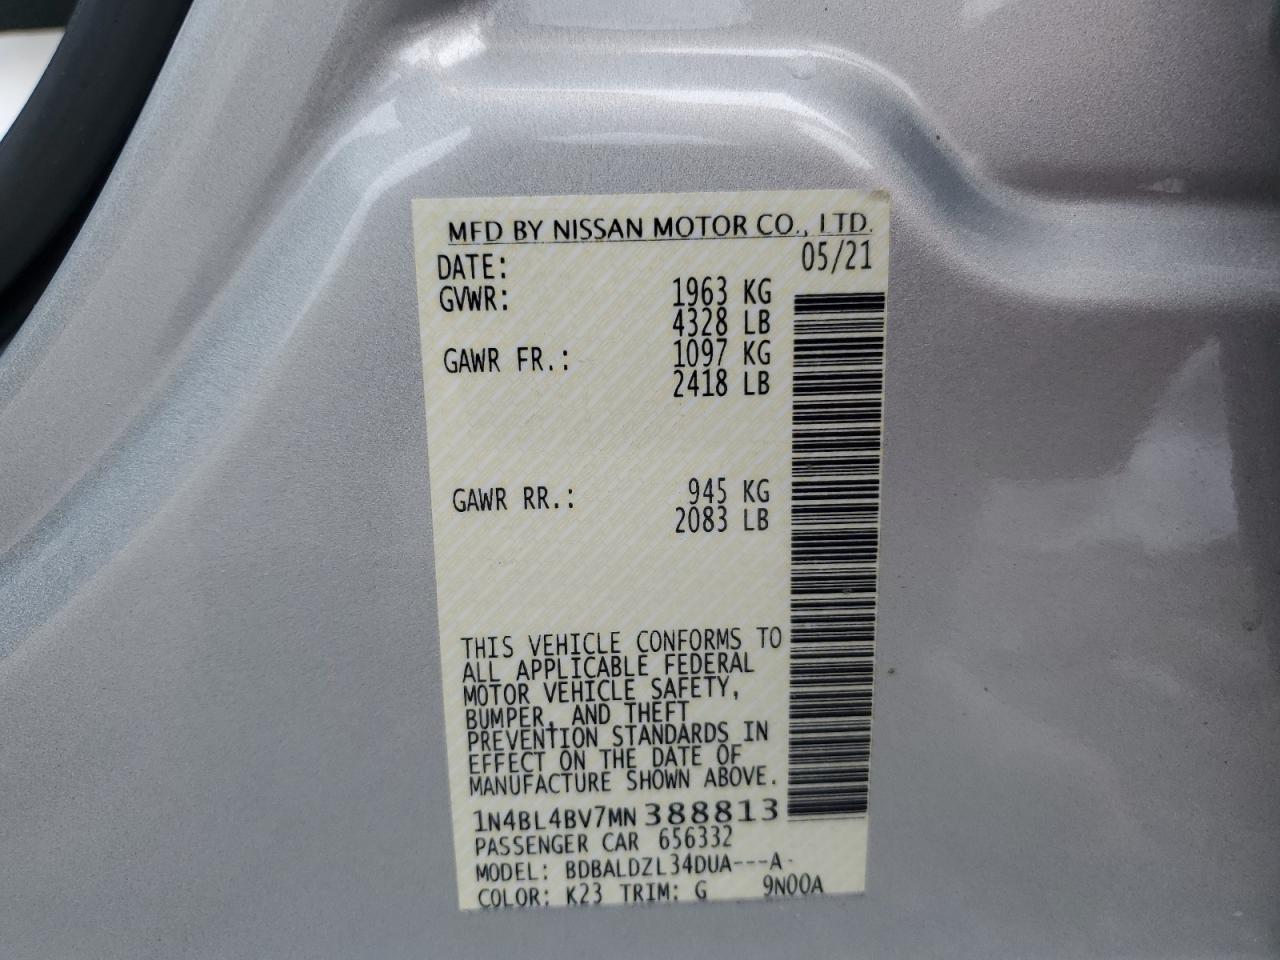 MFD BY NISSAN MOTOR CO., LTD.
DATE: 05/21
GVWR: 1963 KG
4328 LB
GAWR FR.: 1097 KG
2418 LB
GAWR RR.: 945 KG
2083 LB
THIS VEHICLE CONFORMS TO
ALL APPLICABLE FEDERAL
MOTOR VEHICLE SAFETY,
BUMPER, AND THEFT
PREVENTION STANDARDS IN
EFFECT ON THE DATE OF
MANUFACTURE SHOWN ABOVE.
1N4BL4BV7MN388813
PASSENGER CAR 656332
MODEL: BDBALDZL34DUA---A-
COLOR: K23 TRIM: G 9N00A